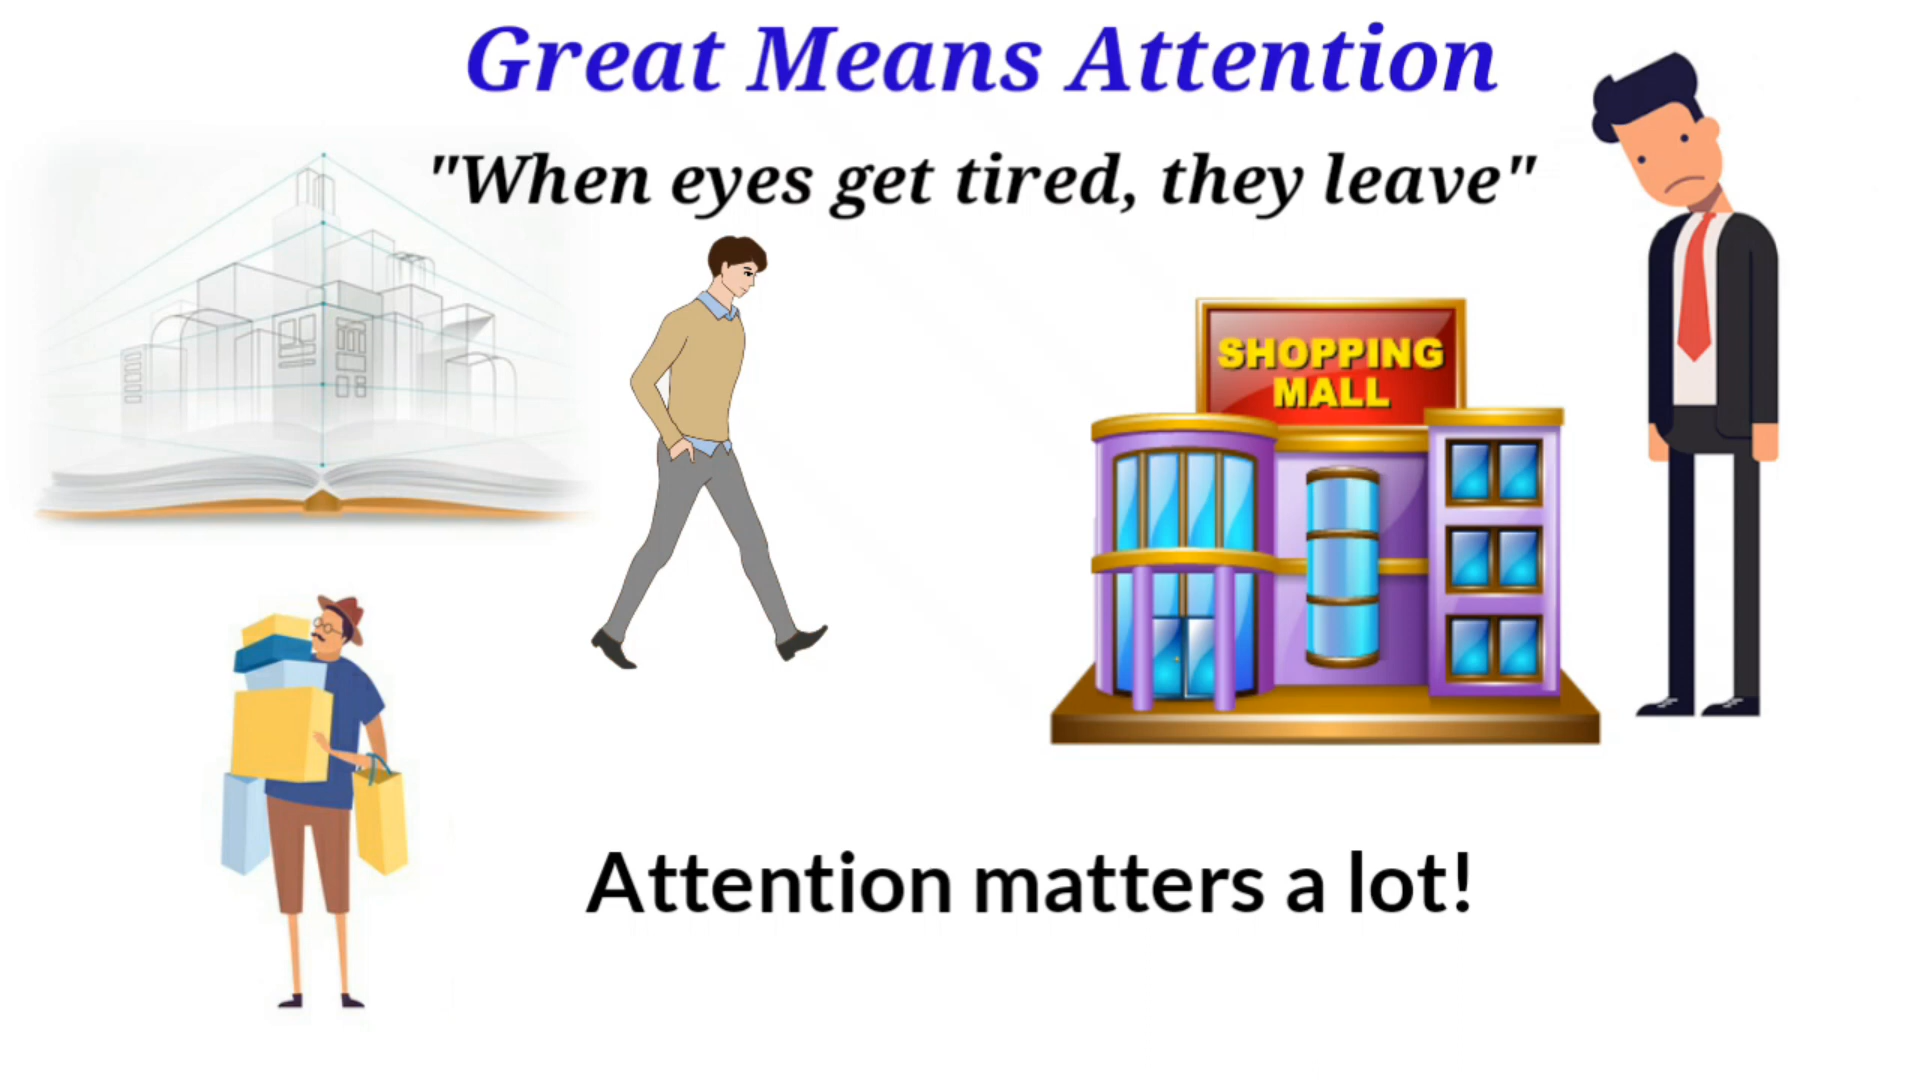 Great Means Attention
"When eyes get tired, they leave"
SHOPPING
MALL
Attention matters a lot!